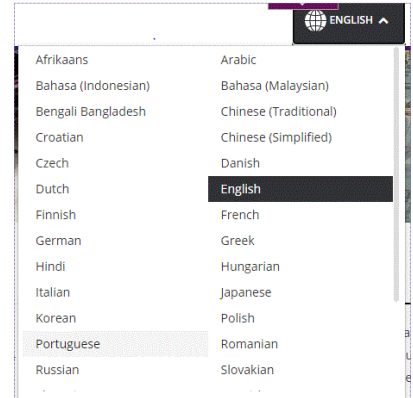 ENGLISH
Afrikaans Arabic
Bahasa (Indonesian) Bahasa (Malaysian)
Bengali Bangladesh Chinese (Traditional)
Croatian Chinese (Simplified)
Czech Danish
Dutch English
Finnish French
German Greek
Hindi Hungarian
Italian Japanese
Korean Polish
Portuguese Romanian
Russian Slovakian